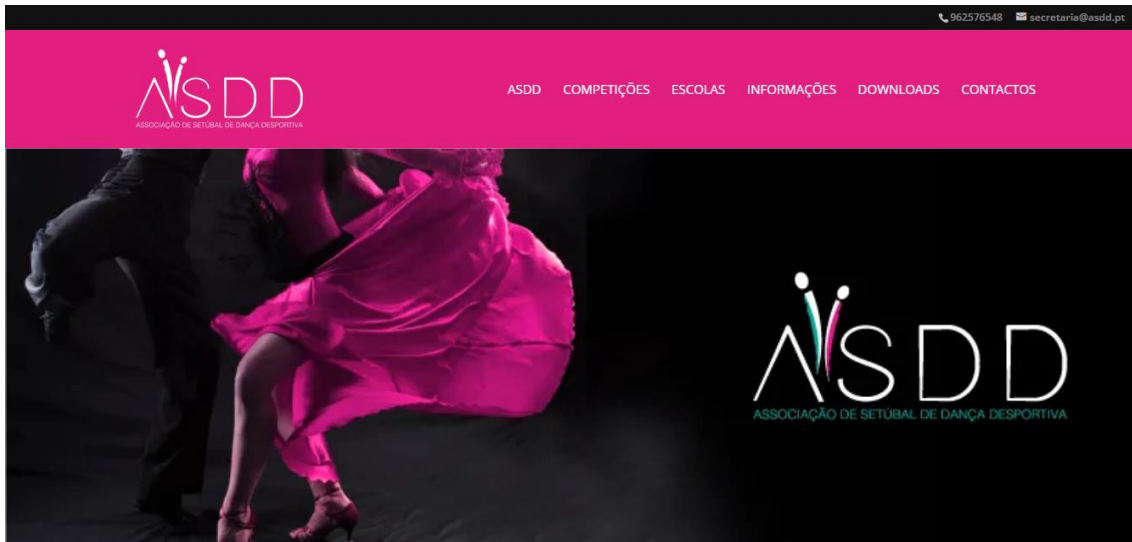 962576548 secretaria@asdd.pt
ASDD
ASSOCIAÇÃO DE SETÚBAL DE DANÇA DESPORTIVA
ASDD COMPETIÇÕES ESCOLAS INFORMAÇÕES DOWNLOADS CONTACTOS
ASDD
ASSOCIAÇÃO DE SETÚBAL DE DANÇA DESPORTIVA